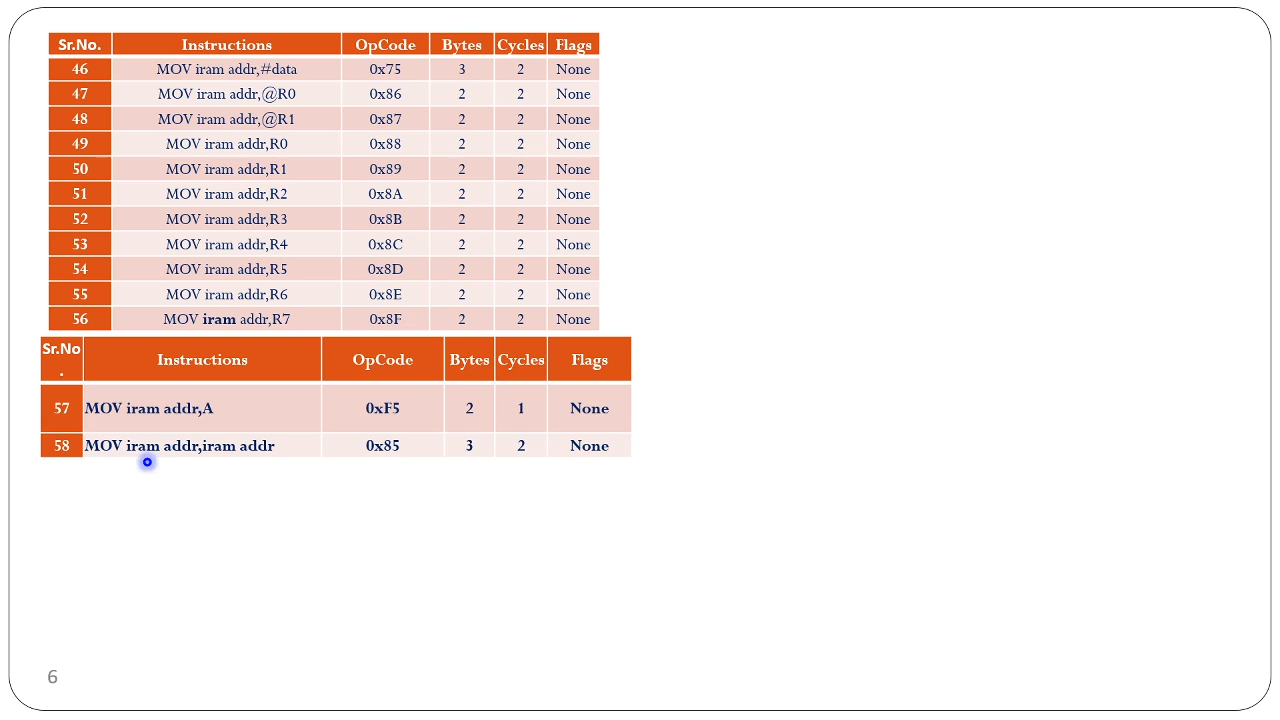 Sr.No. Instructions OpCode Bytes Cycles Flags
46 MOV iram addr,#data 0x75 3 2 None
47 MOV iram addr,@R0 0x86 2 2 None
48 MOV iram addr,@R1 0x87 2 2 None
49 MOV iram addr,R0 0x88 2 2 None
50 MOV iram addr,R1 0x89 2 2 None
51 MOV iram addr,R2 0x8A 2 2 None
52 MOV iram addr,R3 0x8B 2 2 None
53 MOV iram addr,R4 0x8C 2 2 None
54 MOV iram addr,R5 0x8D 2 2 None
55 MOV iram addr,R6 0x8E 2 2 None
56 MOV iram addr,R7 0x8F 2 2 None
Sr.No
. Instructions OpCode Bytes Cycles Flags
57 MOV iram addr,A 0xF5 2 1 None
58 MOV iram addr,iram addr 0x85 3 2 None
6